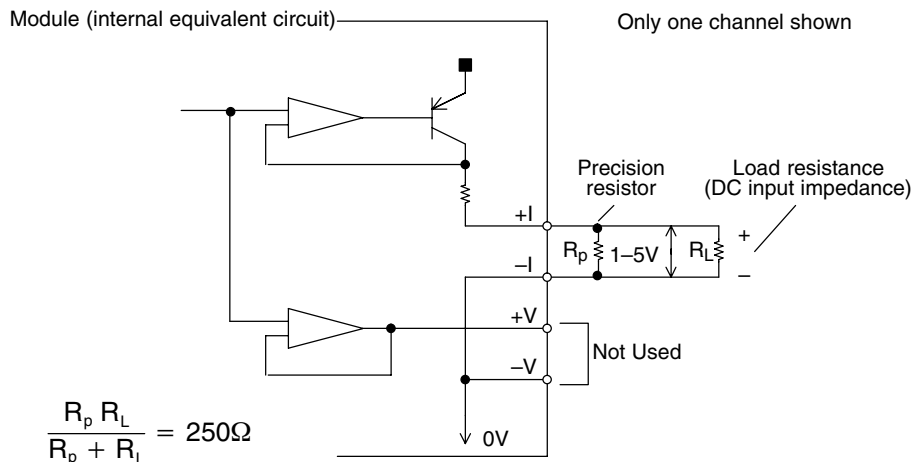 Module (internal equivalent circuit)
Only one channel shown
Precision resistor
Load resistance
(DC input impedance)
+I
Rp
1–5V
RL
+
–
–I
+V
–V
Not Used
0V
Rp RL
Rp + RL = 250Ω